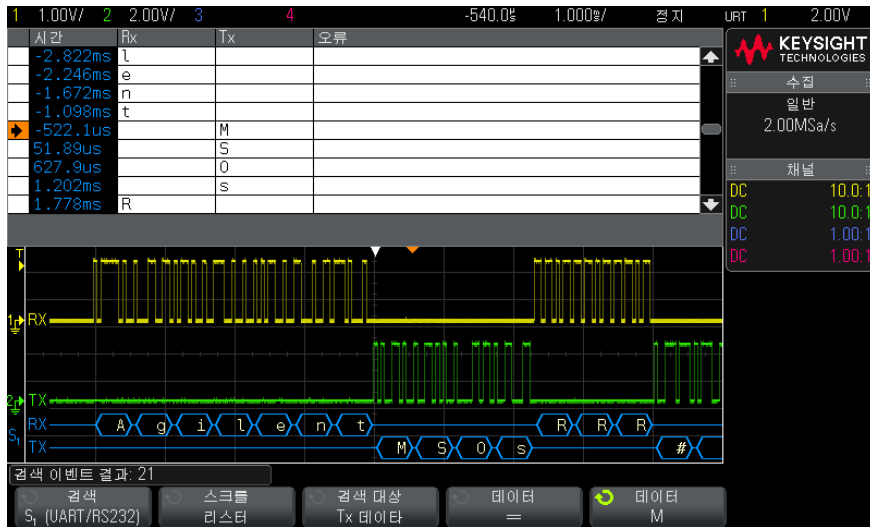 1 1.00V/ 2 2.00V/ 3 4 -540.0us 1.000ms/ 정지 URT 1 2.00V
시간 Rx Tx 오류
-2.822ms l
-2.246ms e
-1.672ms n
-1.098ms t
-522.1us M
51.89us S
627.9us O
1.202ms s
1.778ms R
KEYSIGHT
TECHNOLOGIES
수집
일반
2.00MSa/s
채널
DC 10.0:1
DC 10.0:1
DC 1.00:1
DC 1.00:1
T
1 RX
2 TX
S1 RX A g i l e n t R R R
TX M S O s #
검색 이벤트 결과: 21
검색
S1 (UART/RS232)
스크롤
리스터
검색 대상
Tx 데이타
데이터
=
데이터
M